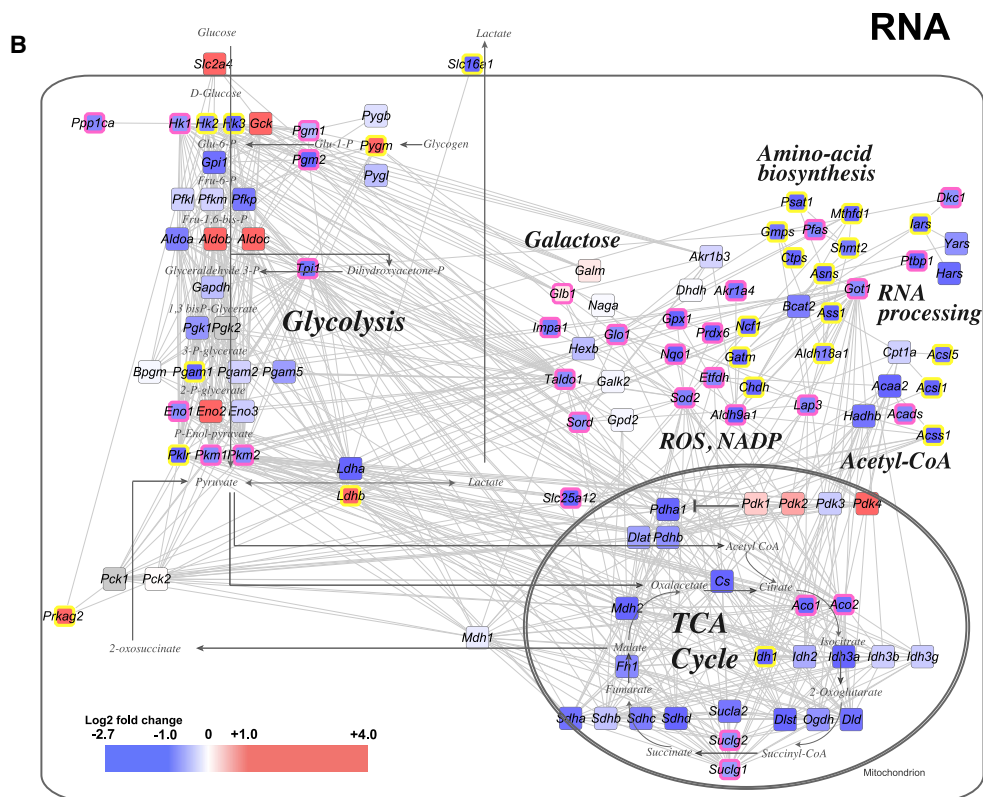 RNA
B
Glucose
Lactate
Slc2a4
Slc16a1
D-Glucose
Ppp1ca
Hk1
Hk2
Hk3
Gck
Pgm1
Pygb
Glu-6-P
Glu-1-P
Pygm
Glycogen
Gpi1
Pgm2
Pygl
Fru-6-P
Pfkl
Pfkm
Pfkp
Fru-1,6-bis-P
Aldoa
Aldob
Aldoc
Glyceraldehyde 3-P
Tpi1
Dihydroxyacetone-P
Gapdh
1,3 bisP-Glycerate
Pgk1
Pgk2
Glycolysis
3-P-glycerate
Bpgm
Pgam1
Pgam2
Pgam5
2-P-glycerate
Eno1
Eno2
Eno3
P-Enol-pyruvate
Pklr
Pkm1
Pkm2
Ldha
Pyruvate
Ldhb
Lactate
Pck1
Pck2
Prkag2
2-oxosuccinate
Mdh1
Galactose
Galm
Glb1
Naga
Impa1
Glo1
Hexb
Taldo1
Galk2
Sord
Gpd2
Akr1b3
Dhdh
Akr1a4
Gpx1
Prdx6
Ncf1
Nqo1
Gatm
Etfdh
Chdh
Sod2
Aldh9a1
ROS, NADP
Amino-acid
biosynthesis
Psat1
Mthfd1
Gmps
Pfas
Ctps
Shmt2
Asns
Got1
Bcat2
Ass1
Aldh18a1
Lap3
Dkc1
Iars
Yars
Ptbp1
Hars
RNA
processing
Cpt1a
Acsl5
Acaa2
Acsl1
Hadhb
Acads
Acss1
Acetyl-CoA
Slc25a12
Pdha1
Pdk1
Pdk2
Pdk3
Pdk4
Dlat
Pdhb
Acetyl CoA
Oxalacetate
Cs
Citrate
Mdh2
Aco1
Aco2
TCA
Cycle
Isocitrate
Malate
Idh1
Idh2
Idh3a
Idh3b
Idh3g
Fh1
Fumarate
2-Oxoglutarate
Sdha
Sdhb
Sdhc
Sdhd
Sucla2
Dlst
Ogdh
Dld
Suclg2
Succinate
Succinyl-CoA
Suclg1
Mitochondrion
Log2 fold change
-2.7
-1.0
0
+1.0
+4.0